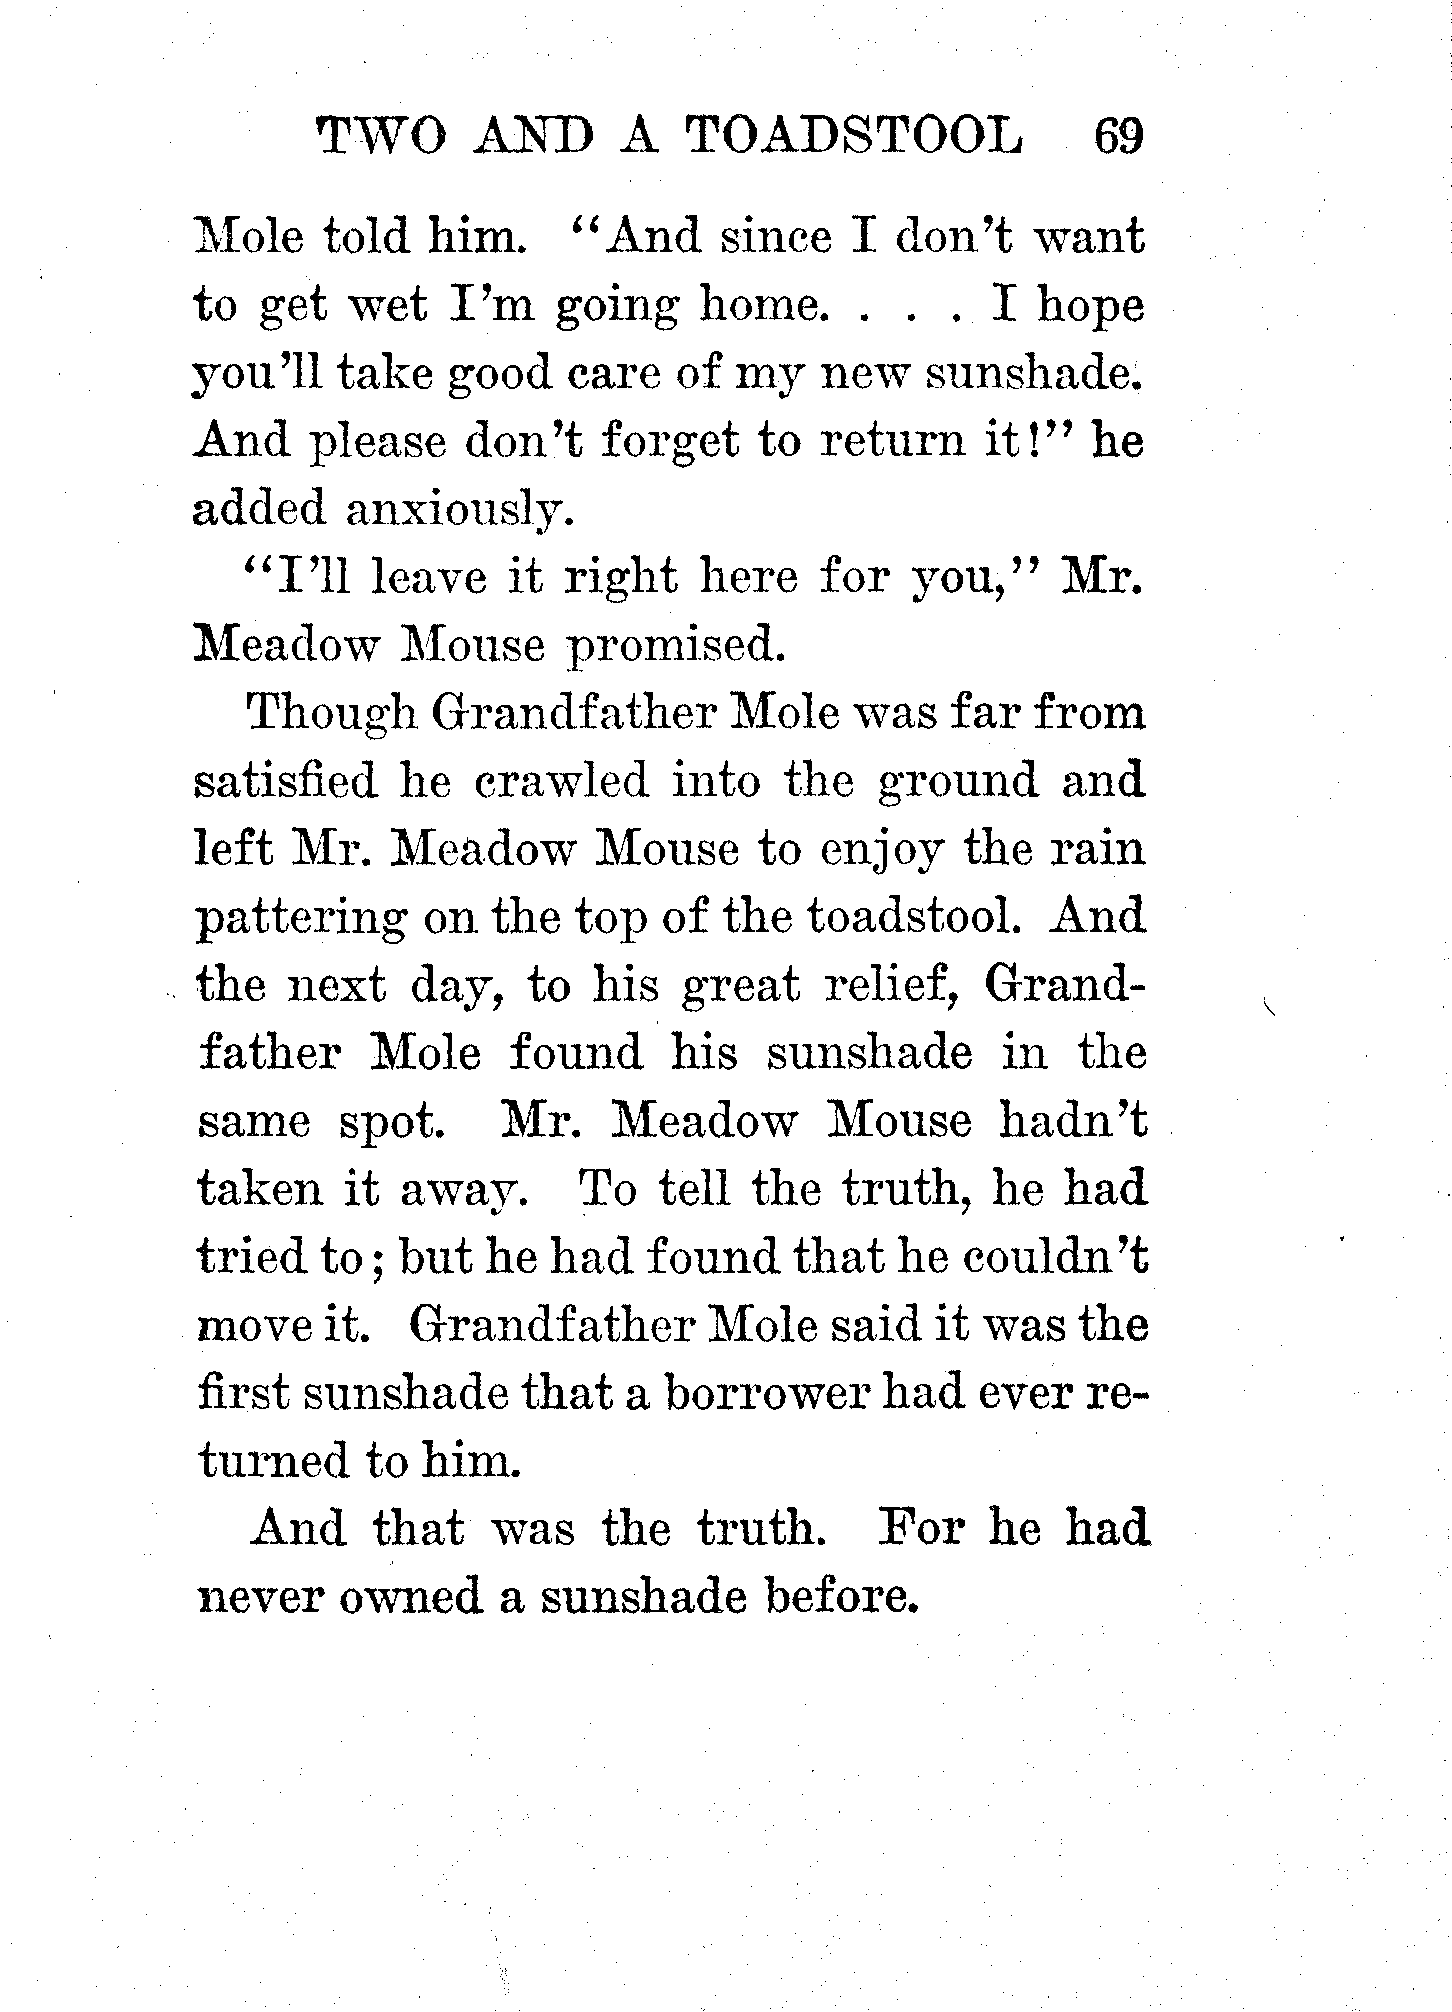 TWO AND A TOADSTOOL 69
Mole told him. "And since I don't want
to get wet I'm going home. . . . I hope
you'll take good care of my new sunshade.
And please don't forget to return it!" he
added anxiously.
"I'll leave it right here for you," Mr.
Meadow Mouse promised.
Though Grandfather Mole was far from
satisfied he crawled into the ground and
left Mr. Meadow Mouse to enjoy the rain
pattering on the top of the toadstool. And
the next day, to his great relief, Grand-
father Mole found his sunshade in the
same spot. Mr. Meadow Mouse hadn't
taken it away. To tell the truth, he had
tried to; but he had found that he couldn't
move it. Grandfather Mole said it was the
first sunshade that a borrower had ever re-
turned to him.
And that was the truth. For he had
never owned a sunshade before.